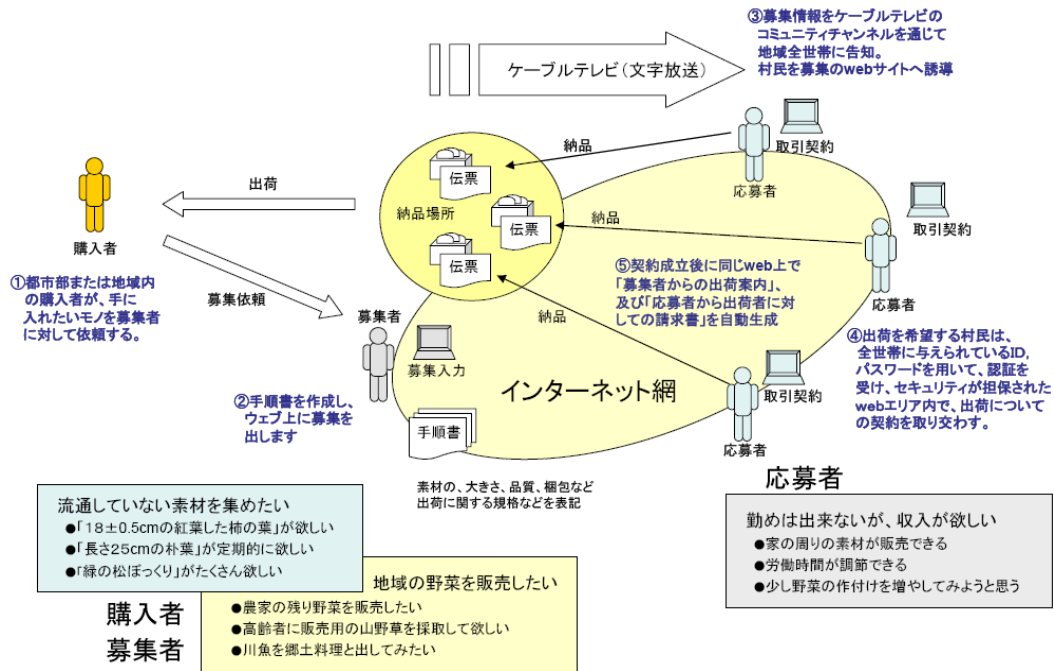 ③募集情報をケーブルテレビの
コミュニティチャンネルを通じて
地域全世帯に告知。
村民を募集のwebサイトへ誘導
ケーブルテレビ(文字放送)
取引契約
応募者
納品
伝票
納品場所
伝票
伝票
出荷
購入者
納品
取引契約
応募者
①都市部または地域内
の購入者が、手に
入れたいモノを募集者
に対して依頼する。
募集依頼
⑤契約成立後に同じweb上で
「募集者からの出荷案内」、
及び「応募者から出荷者に対
しての請求書」を自動生成
納品
募集者
募集入力
②手順書を作成し、
ウェブ上に募集を
出します
インターネット網
手順書
取引契約
応募者
④出荷を希望する村民は、
全世帯に与えられているID,
パスワードを用いて、認証を
受け、セキュリティが担保された
webエリア内で、出荷について
の契約を取り交わす。
素材の、大きさ、品質、梱包など
出荷に関する規格などを表記
流通していない素材を集めたい
●「18±0.5cmの紅葉した柿の葉」が欲しい
●「長さ25cmの朴葉」が定期的に欲しい
●「緑の松ぼっくり」がたくさん欲しい
地域の野菜を販売したい
●農家の残り野菜を販売したい
●高齢者に販売用の山野草を採取して欲しい
●川魚を郷土料理と出してみたい
購入者
募集者
応募者
勤めは出来ないが、収入が欲しい
●家の周りの素材が販売できる
●労働時間が調節できる
●少し野菜の作付けを増やしてみようと思う